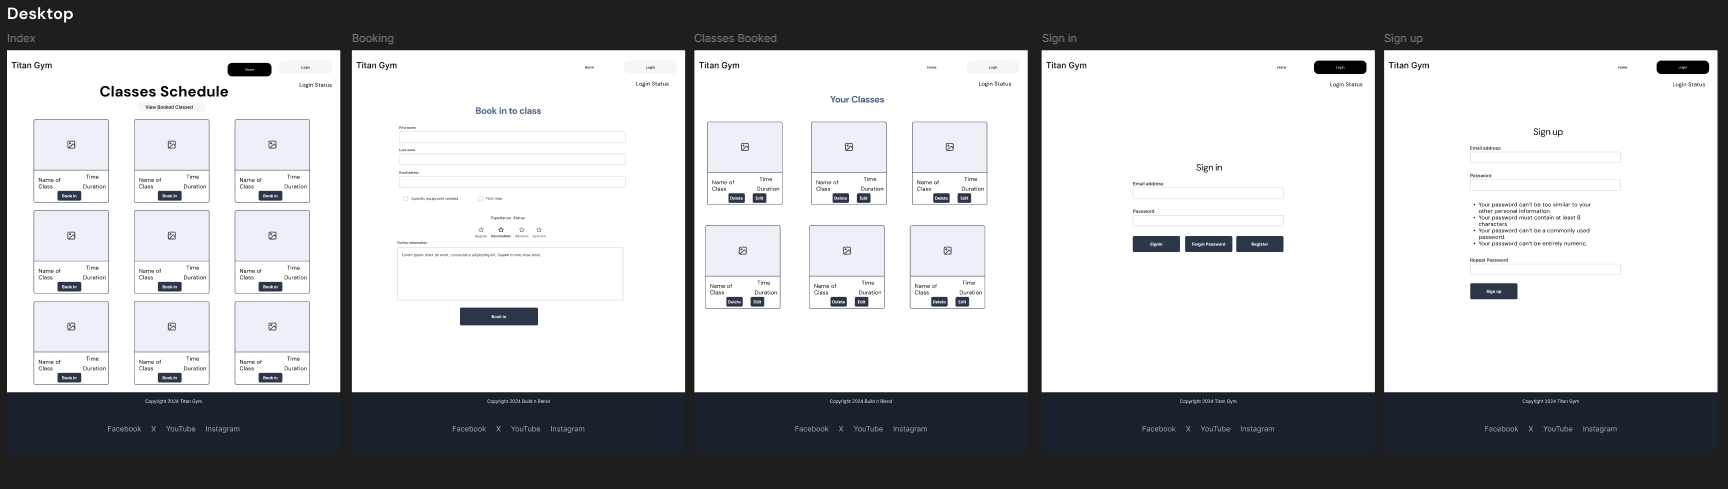 Desktop
Index
Titan Gym
Home
Login
Login Status
Classes Schedule
View Booked Classed
Name of Class
Time
Duration
Book in
Name of Class
Time
Duration
Book in
Name of Class
Time
Duration
Book in
Name of Class
Time
Duration
Book in
Name of Class
Time
Duration
Book in
Name of Class
Time
Duration
Book in
Name of Class
Time
Duration
Book in
Name of Class
Time
Duration
Book in
Name of Class
Time
Duration
Book in
Copyright 2024 Titan Gym
Facebook X YouTube Instagram
Booking
Titan Gym
Home
Login
Login Status
Book in to class
First name
Last name
Email address
Specific equipment needed
First time
Experience Status
Beginer
Intermediate
Advance
Further information
Lorem ipsum dolor sit amet, consectetur adipiscing elit.
Book In
Copyright 2024 Build n Blend
Facebook X YouTube Instagram
Classes Booked
Titan Gym
Home
Login
Login Status
Your Classes
Name of Class
Time
Duration
Delete
Edit
Name of Class
Time
Duration
Delete
Edit
Name of Class
Time
Duration
Delete
Edit
Name of Class
Time
Duration
Delete
Edit
Name of Class
Time
Duration
Delete
Edit
Name of Class
Time
Duration
Delete
Edit
Copyright 2024 Build n Blend
Facebook X YouTube Instagram
Sign in
Titan Gym
Home
Login
Login Status
Sign in
Email address
Password
Signin
Forgot Password
Register
Copyright 2024 Titan Gym
Facebook X YouTube Instagram
Sign up
Titan Gym
Home
Login
Login Status
Sign up
Email address
Password
• Your password can't be too similar to your
other personal information.
• Your password must contain at least 8
characters.
• Your password can't be a commonly used
password.
• Your password can't be entirely numeric.
Repeat Password
Sign up
Copyright 2024 Titan Gym
Facebook X YouTube Instagram